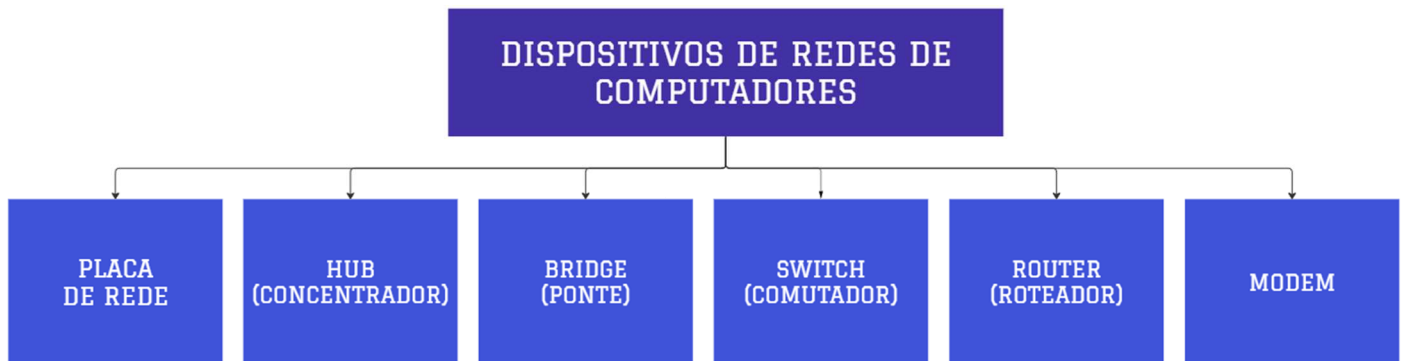 DISPOSITIVOS DE REDES DE
COMPUTADORES
PLACA
DE REDE
HUB
(CONCENTRADOR)
BRIDGE
(PONTE)
SWITCH
(COMUTADOR)
ROUTER
(ROTEADOR)
MODEM